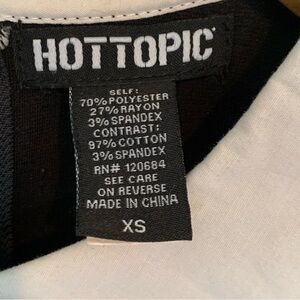 HOTTOPIC
SELF:
70% POLYESTER
27% RAYON
3% SPANDEX
CONTRAST:
97% COTTON
3% SPANDEX
RN# 120684
SEE CARE
ON REVERSE
MADE IN CHINA
XS